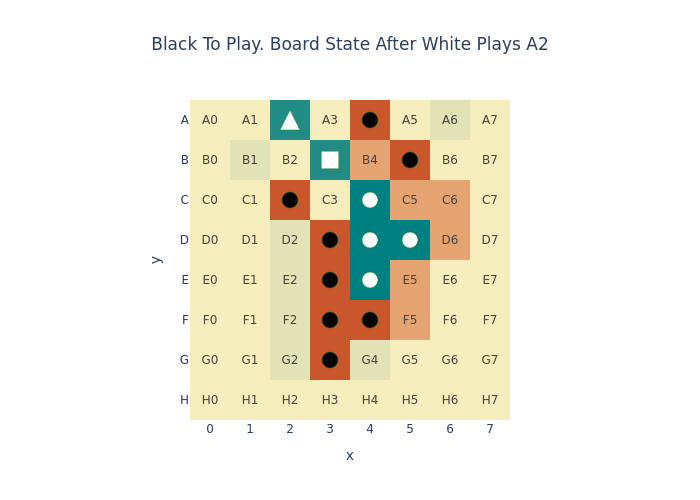 Black To Play. Board State After White Plays A2
A A0 A1 A3 A5 A6 A7
B B0 B1 B2 B4 B6 B7
C C0 C1 C3 C5 C6 C7
D D0 D1 D2 D6 D7
E E0 E1 E2 E5 E6 E7
F F0 F1 F2 F5 F6 F7
G G0 G1 G2 G4 G5 G6 G7
H H0 H1 H2 H3 H4 H5 H6 H7
0 1 2 3 4 5 6 7
x
y